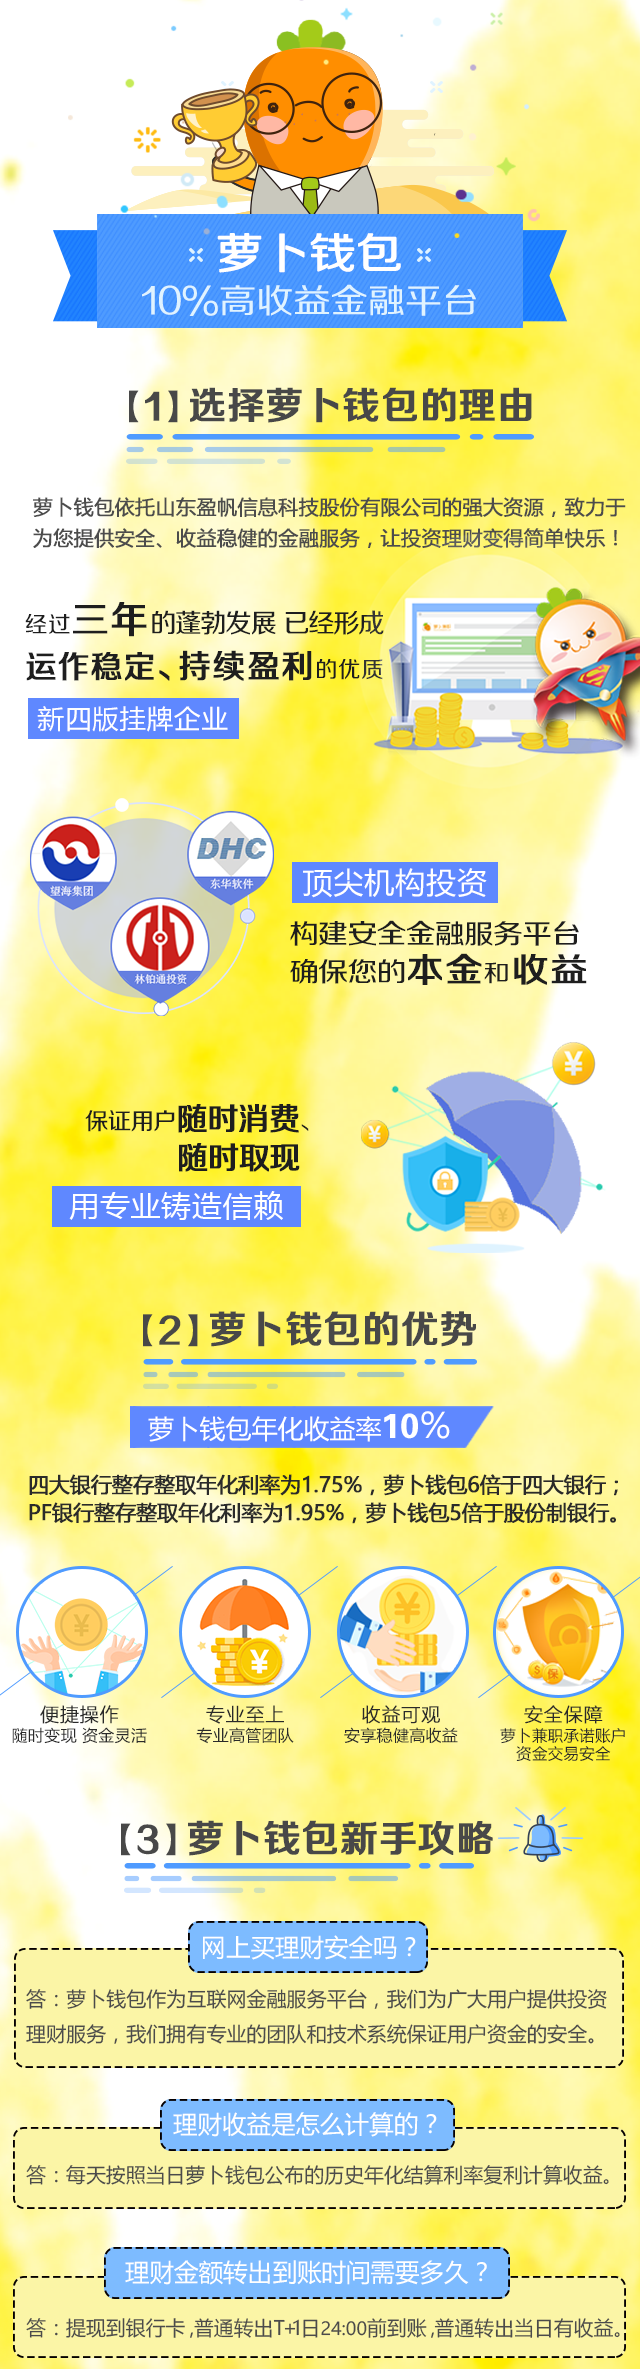 萝卜钱包
10%高收益金融平台
【1】选择萝卜钱包的理由
萝卜钱包依托山东盈帆信息科技股份有限公司的强大资源，致力于
为您提供安全、收益稳健的金融服务，让投资理财变得简单快乐！
经过三年的蓬勃发展 已经形成
运作稳定、持续盈利的优质
新四版挂牌企业
望海集团
DHC
东华软件
林铂通投资
顶尖机构投资
构建安全金融服务平台
确保您的本金和收益
¥
保证用户随时消费、
随时取现
¥
用专业铸造信赖
¥
【2】萝卜钱包的优势
萝卜钱包年化收益率10%
四大银行整存整取年化利率为1.75%，萝卜钱包6倍于四大银行；
PF银行整存整取年化利率为1.95%，萝卜钱包5倍于股份制银行。
¥
¥
¥
$
保
便捷操作
随时变现 资金灵活
专业至上
专业高管团队
收益可观
安享稳健高收益
安全保障
萝卜兼职承诺账户
资金交易安全
【3】萝卜钱包新手攻略
网上买理财安全吗？
答：萝卜钱包作为互联网金融服务平台，我们为广大用户提供投资
理财服务，我们拥有专业的团队和技术系统保证用户资金的安全。
理财收益是怎么计算的？
答：每天按照当日萝卜钱包公布的历史年化结算利率复利计算收益。
理财金额转出到账时间需要多久？
答：提现到银行卡，普通转出T+1日24:00前到账，普通转出当日有收益。